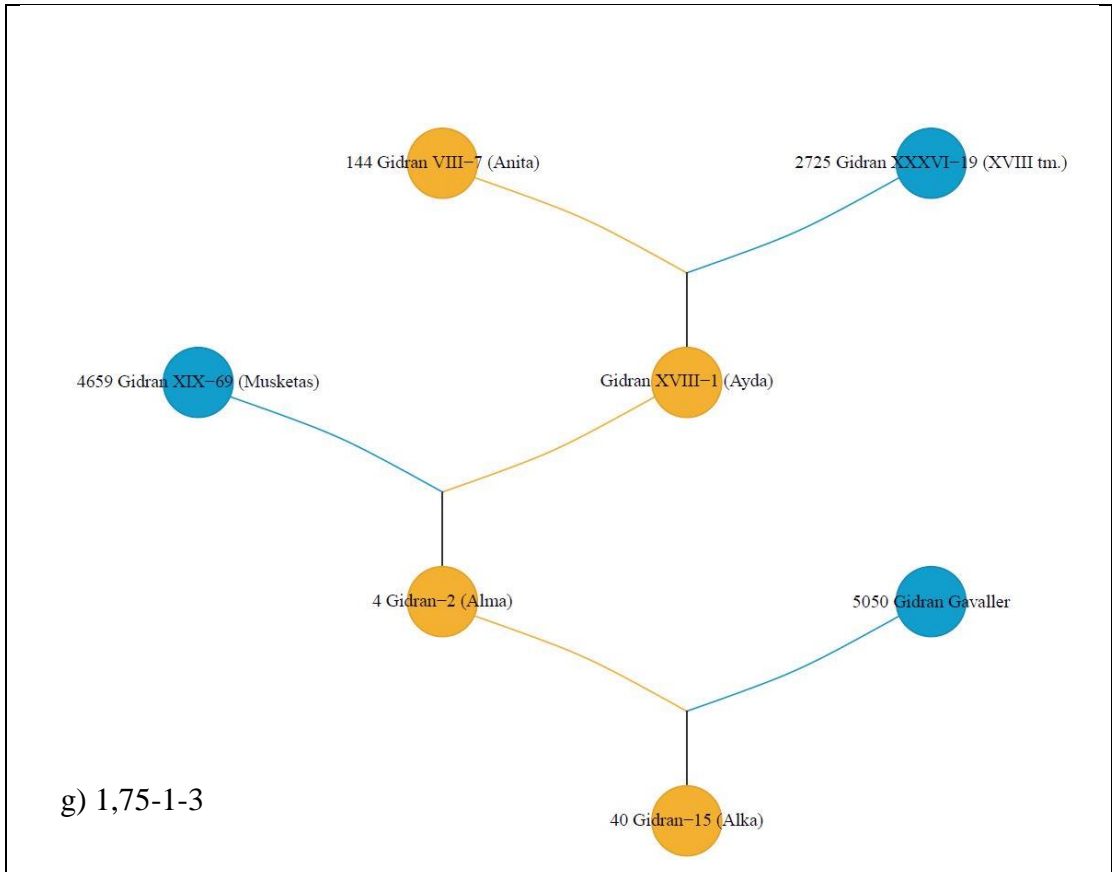 144 Gidran VIII−7 (Anita)
2725 Gidran XXXVI−19 (XVIII tm.)
4659 Gidran XIX−69 (Musketas)
Gidran XVIII−1 (Ayda)
4 Gidran−2 (Alma)
5050 Gidran Gavaller
g) 1,75-1-3
40 Gidran−15 (Alka)